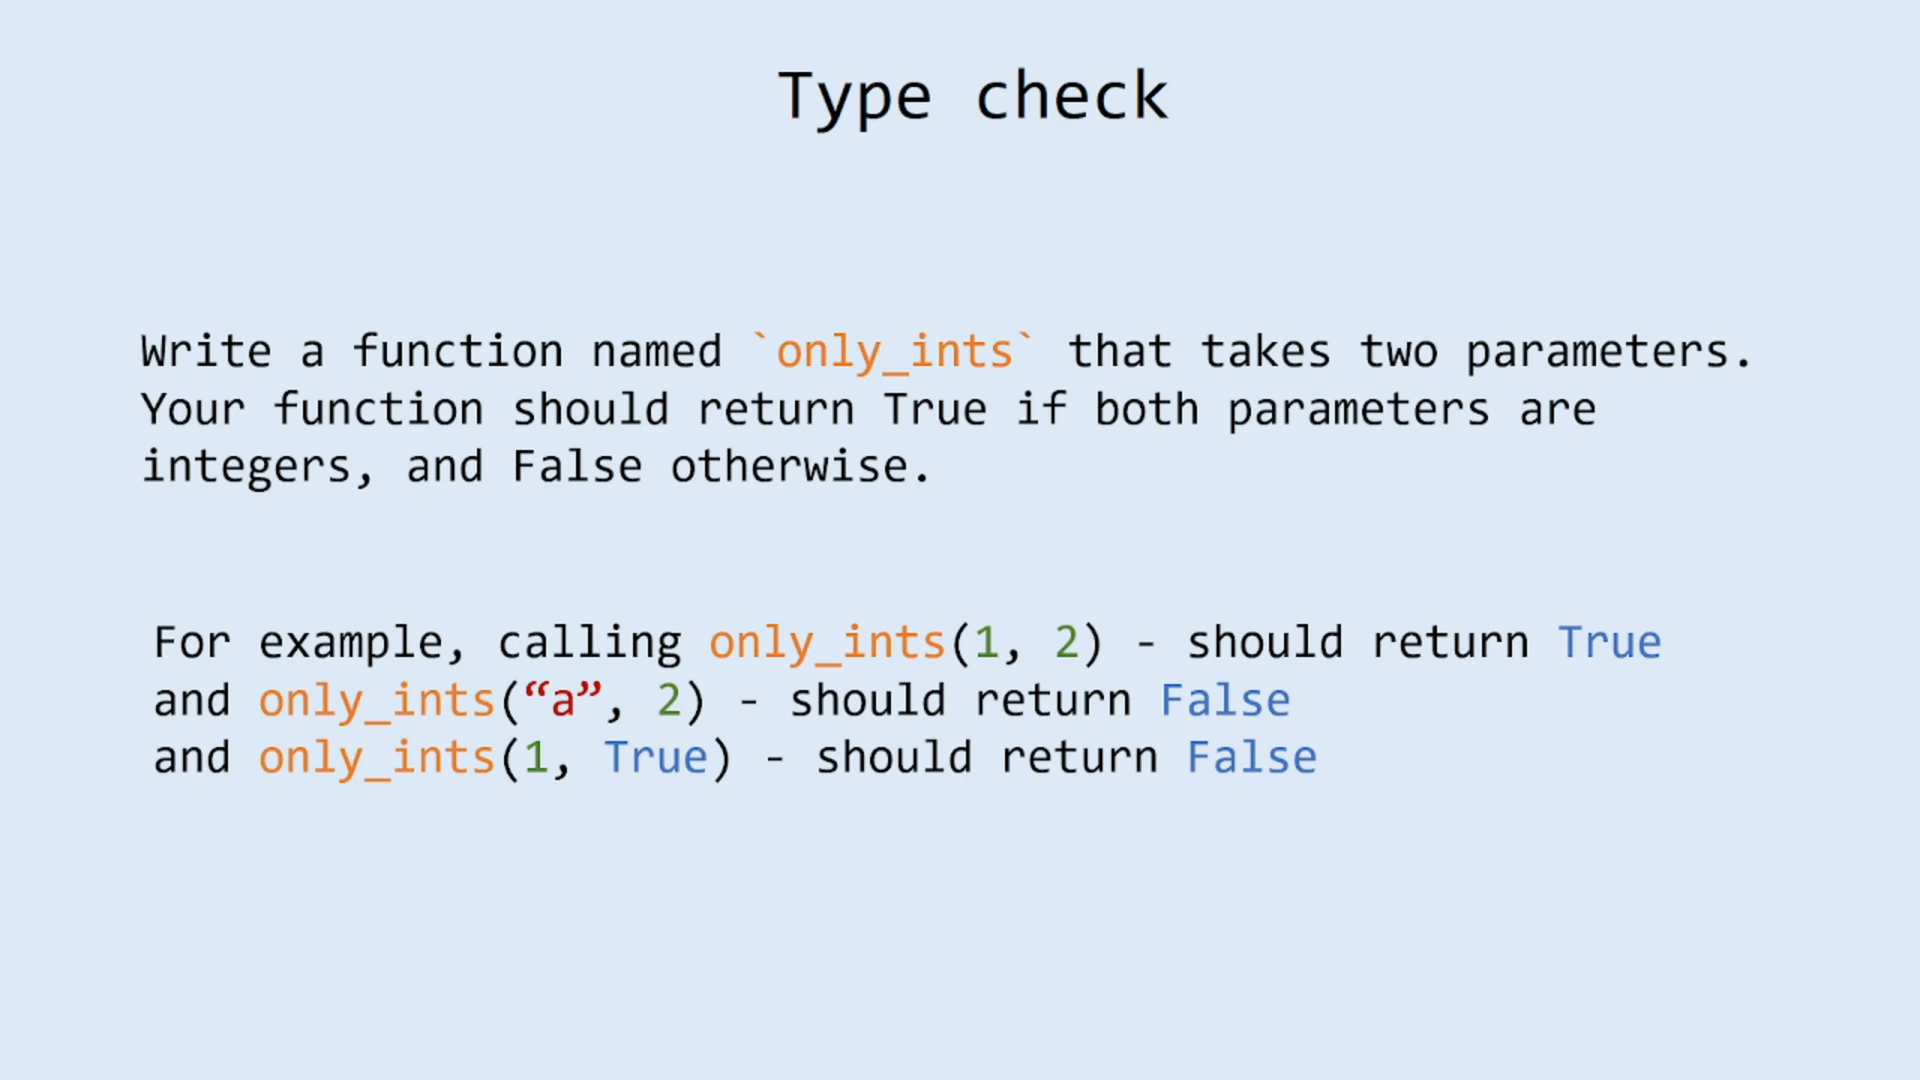 Type check
Write a function named `only_ints` that takes two parameters.
Your function should return True if both parameters are
integers, and False otherwise.
For example, calling only_ints(1, 2) - should return True
and only_ints(“a”, 2) - should return False
and only_ints(1, True) - should return False